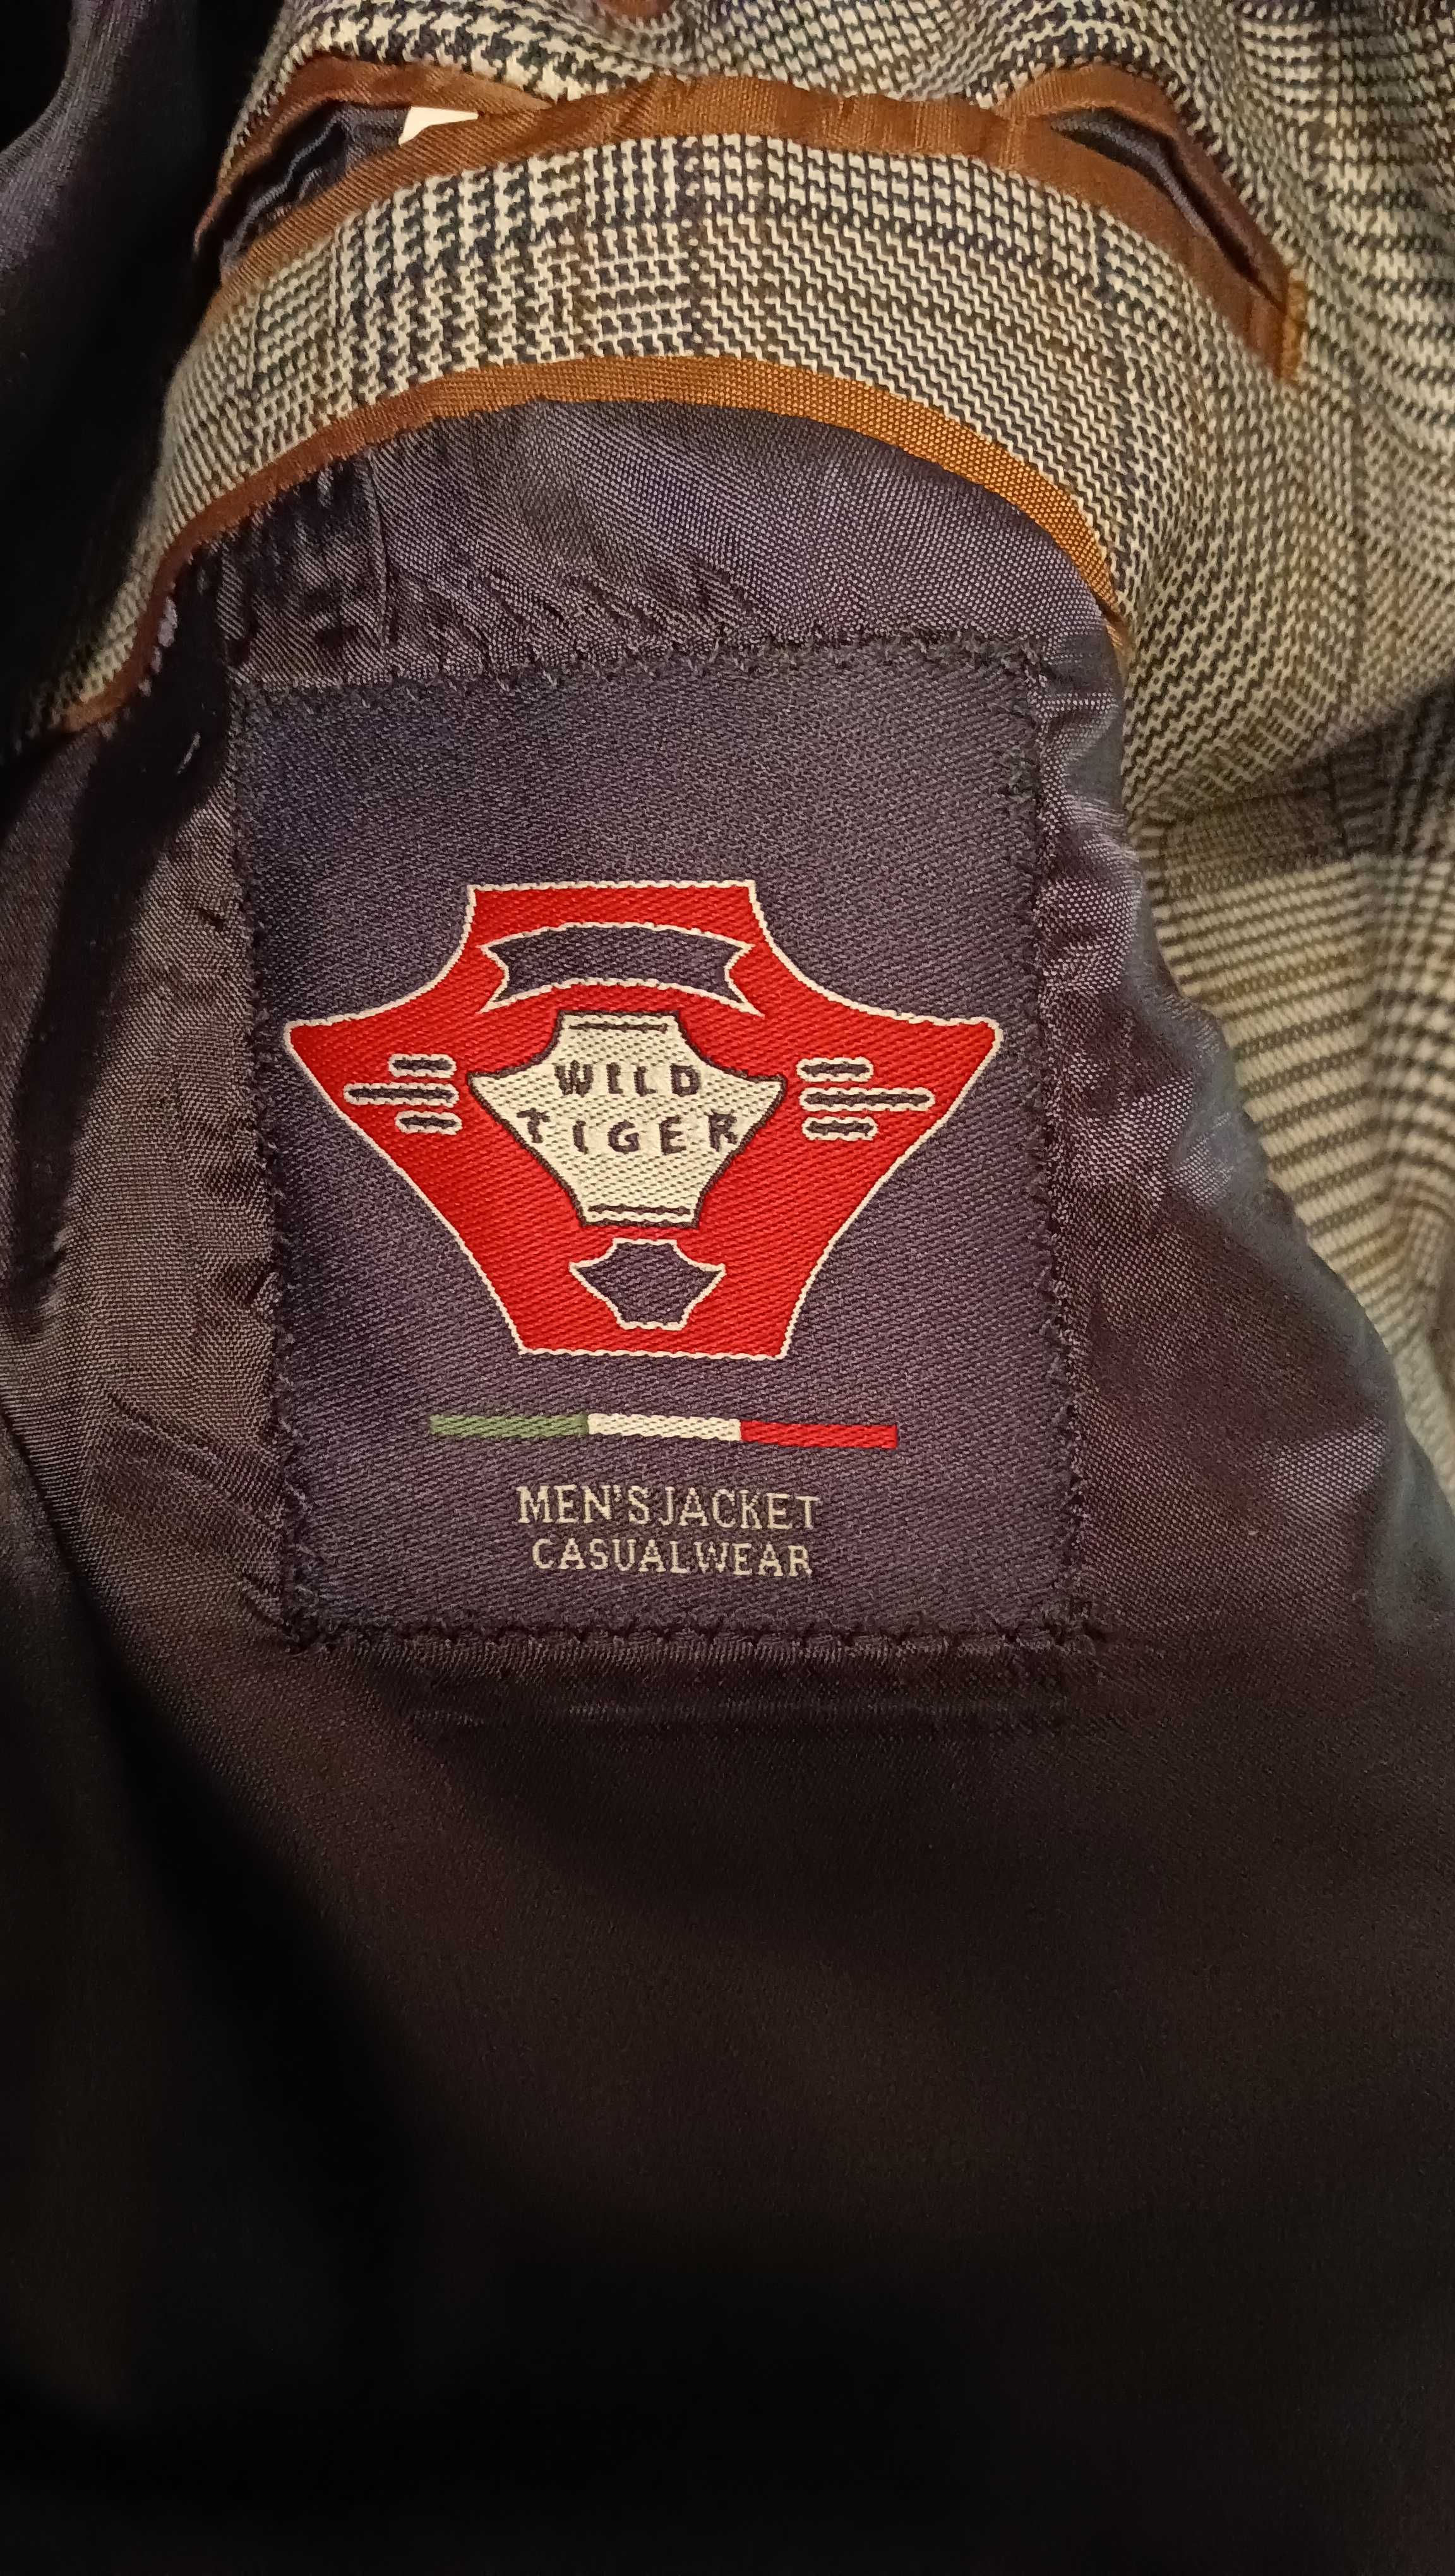 WILD
TIGER
MEN'S JACKET
CASUALWEAR